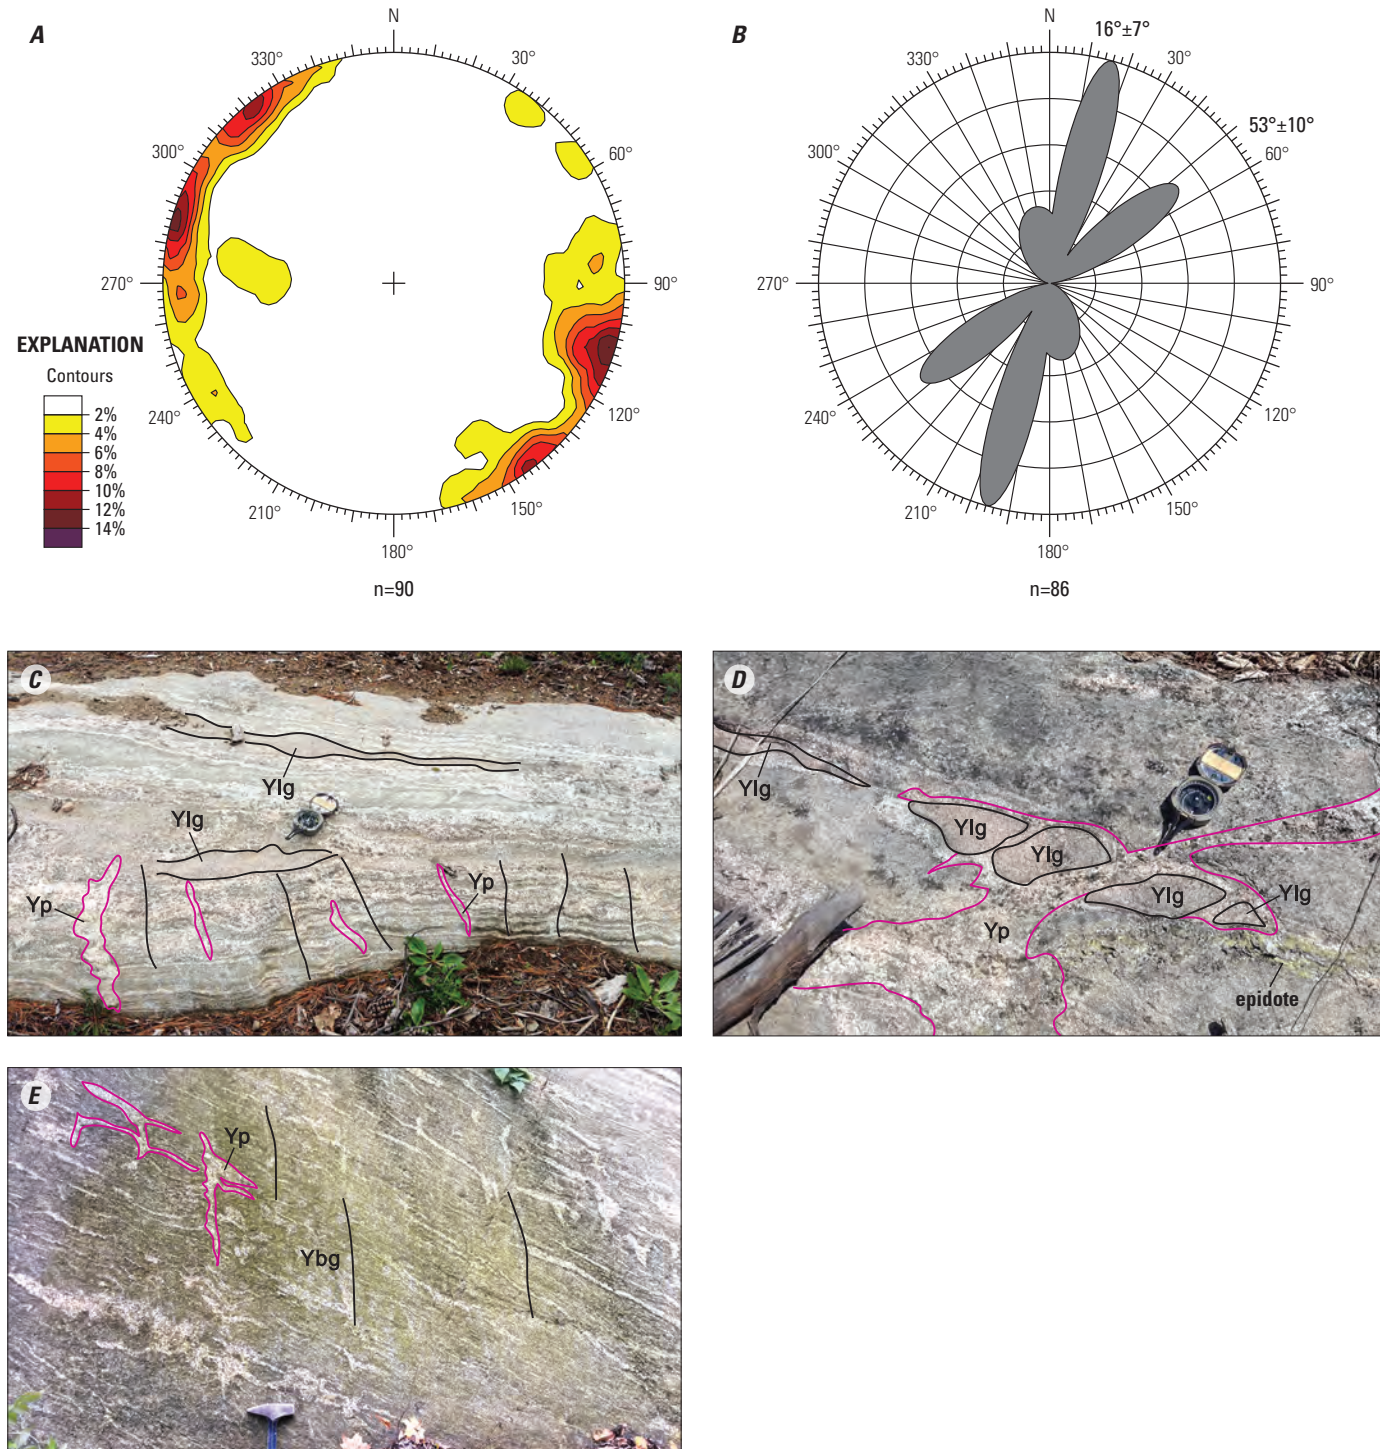 A
N
30°
60°
90°
120°
150°
180°
210°
240°
270°
300°
330°
n=90
EXPLANATION
Contours
2%
4%
6%
8%
10%
12%
14%
B
N
16°±7°
30°
53°±10°
60°
90°
120°
150°
180°
210°
240°
270°
300°
330°
n=86
C
Ylg
Ylg
Yp
Yp
D
Ylg
Ylg
Ylg
Ylg
Ylg
Yp
epidote
E
Yp
Ybg